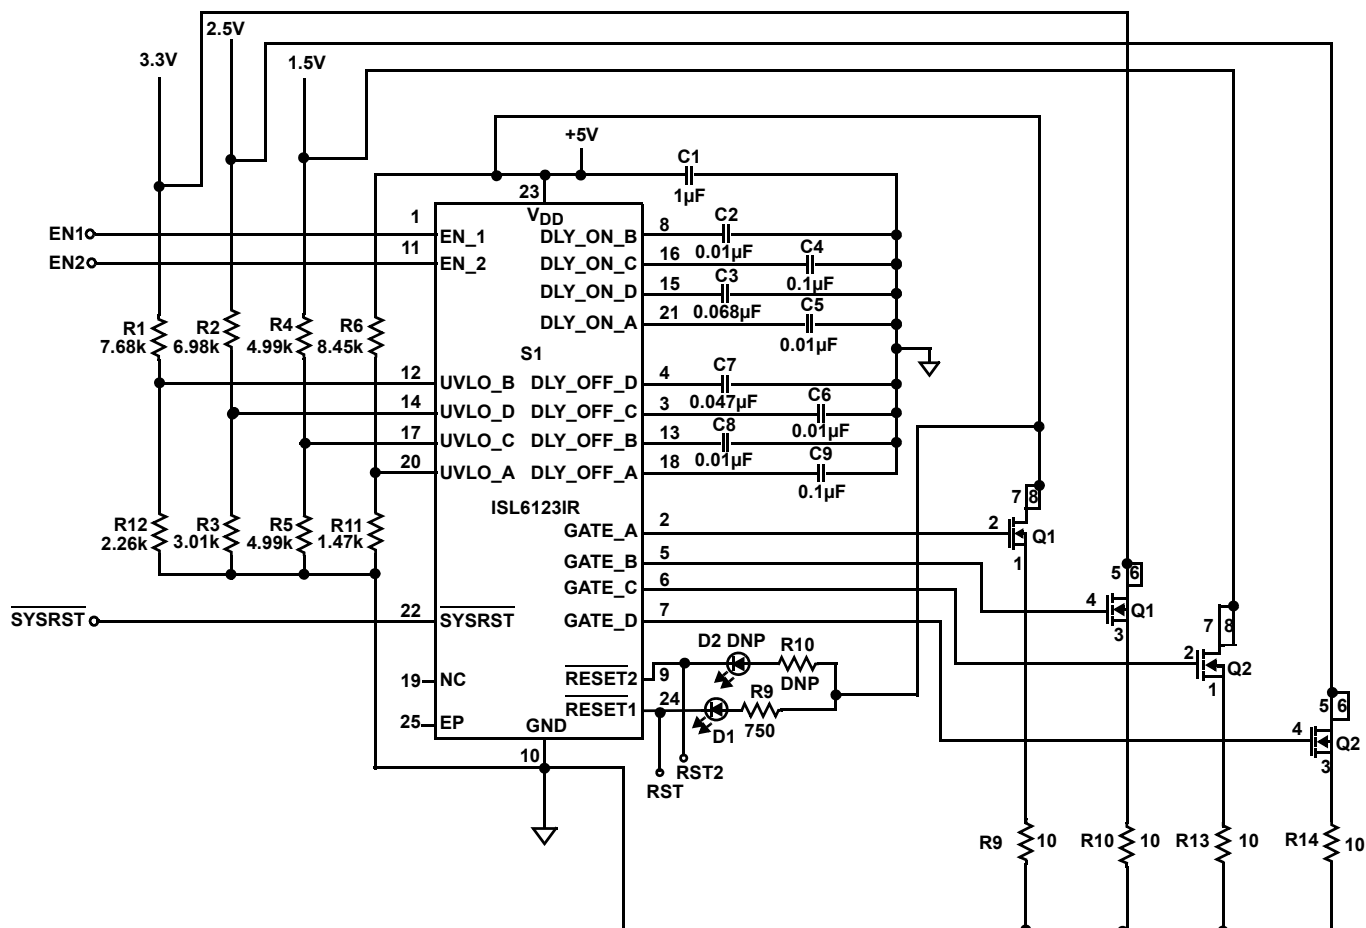 2.5V
3.3V
1.5V
+5V
C1
1µF
23
VDD
1
EN1
EN_1
11
EN2
EN_2
DLY_ON_B
8
C2
0.01µF
DLY_ON_C
16
C4
0.1µF
DLY_ON_D
15
C3
0.068µF
DLY_ON_A
21
C5
0.01µF
R1
7.68k
R2
6.98k
R4
4.99k
R6
8.45k
S1
12
UVLO_B
DLY_OFF_D
4
C7
0.047µF
14
UVLO_D
DLY_OFF_C
3
C6
0.01µF
17
UVLO_C
DLY_OFF_B
13
C8
0.01µF
20
UVLO_A
DLY_OFF_A
18
C9
0.1µF
ISL6123IR
R12
2.26k
R3
3.01k
R5
4.99k
R11
1.47k
GATE_A
2
GATE_B
5
GATE_C
6
GATE_D
7
7
8
2
Q1
1
5
6
4
Q1
3
7
8
2
Q2
1
5
6
4
Q2
3
SYSRST
22
SYSRST
19
NC
25
EP
GND
10
RESET2
9
RESET1
24
D2 DNP
R10
DNP
R9
750
D1
RST2
RST
R9
10
R10
10
R13
10
R14
10